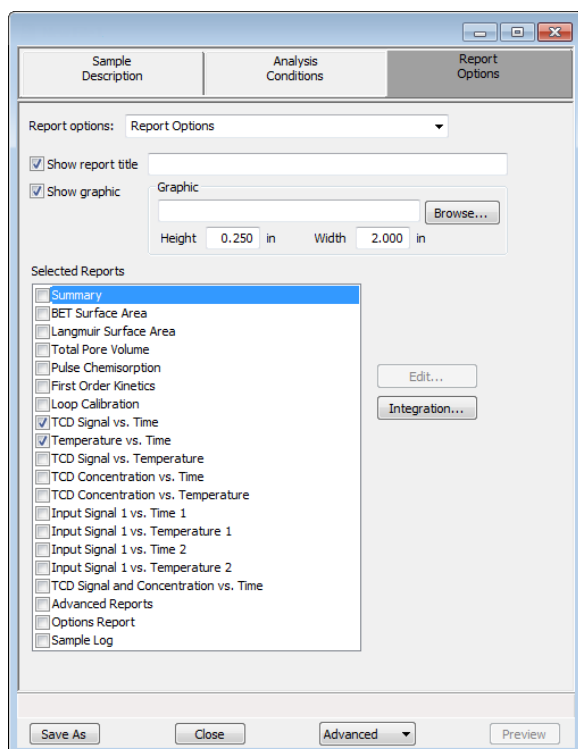 Sample Description
Analysis Conditions
Report Options
Report options: Report Options
Show report title
Show graphic
Graphic
Browse...
Height 0.250 in Width 2.000 in
Selected Reports
Summary
BET Surface Area
Langmuir Surface Area
Total Pore Volume
Pulse Chemisorption
First Order Kinetics
Loop Calibration
TCD Signal vs. Time
Temperature vs. Time
TCD Signal vs. Temperature
TCD Concentration vs. Time
TCD Concentration vs. Temperature
Input Signal 1 vs. Time 1
Input Signal 1 vs. Temperature 1
Input Signal 1 vs. Time 2
Input Signal 1 vs. Temperature 2
TCD Signal and Concentration vs. Time
Advanced Reports
Options Report
Sample Log
Edit...
Integration...
Save As Close Advanced Preview